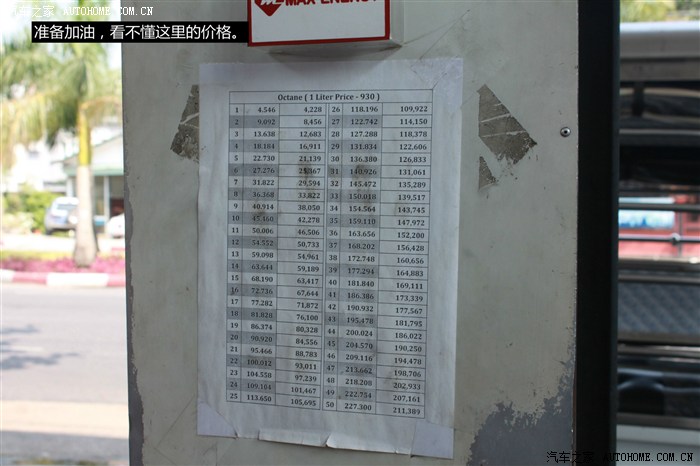 汽车之家 AUTOHOME.COM.CN
准备加油，看不懂这里的价格。
MAX ENERGY
Octane ( 1 Liter Price - 930 )
1 4.546 4,228 26 118.196 109,922
2 9.092 8,456 27 122.742 114,150
3 13.638 12,683 28 127.288 118,378
4 18.184 16,911 29 131.834 122,606
5 22.730 21,139 30 136.380 126,833
6 27.276 25,367 31 140.926 131,061
7 31.822 29,594 32 145.472 135,289
8 36.368 33,822 33 150.018 139,517
9 40.914 38,050 34 154.564 143,745
10 45.460 42,278 35 159.110 147,972
11 50.006 46,506 36 163.656 152,200
12 54.552 50,733 37 168.202 156,428
13 59.098 54,961 38 172.748 160,656
14 63.644 59,189 39 177.294 164,883
15 68.190 63,417 40 181.840 169,111
16 72.736 67,644 41 186.386 173,339
17 77.282 71,872 42 190.932 177,567
18 81.828 76,100 43 195.478 181,795
19 86.374 80,328 44 200.024 186,022
20 90.920 84,556 45 204.570 190,250
21 95.466 88,783 46 209.116 194,478
22 100.012 93,011 47 213.662 198,706
23 104.558 97,239 48 218.208 202,933
24 109.104 101,467 49 222.754 207,161
25 113.650 105,695 50 227.300 211,389
汽车之家 AUTOHOME.COM.CN